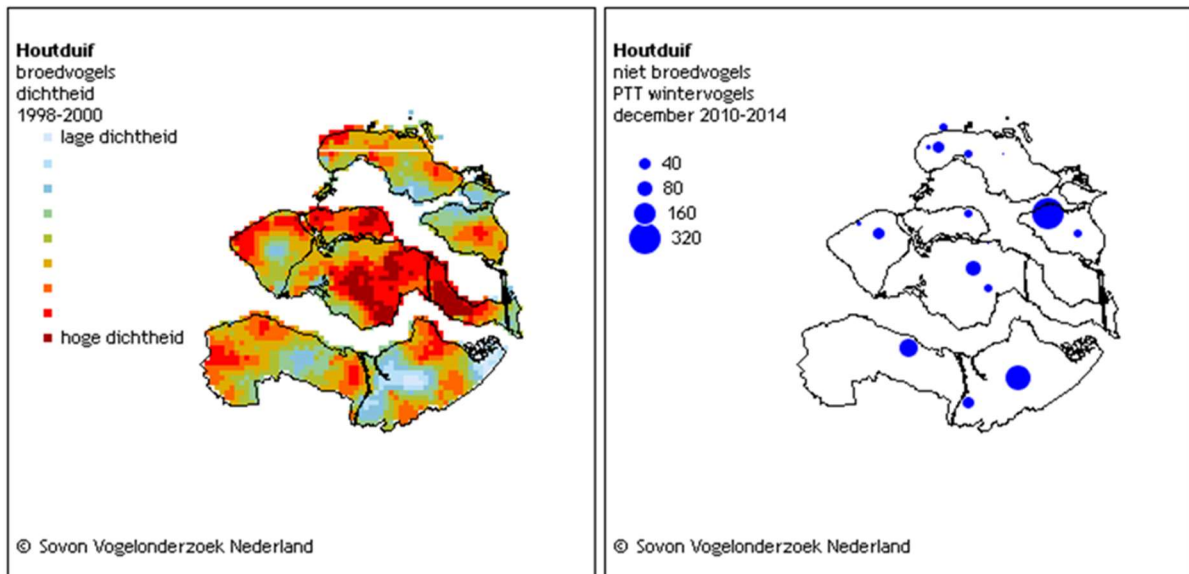 Houtduif
broedvogels
dichtheid
1998-2000
lage dichtheid
hoge dichtheid
© Sovon Vogelonderzoek Nederland
Houtduif
niet broedvogels
PTT wintervogels
december 2010-2014
40
80
160
320
© Sovon Vogelonderzoek Nederland